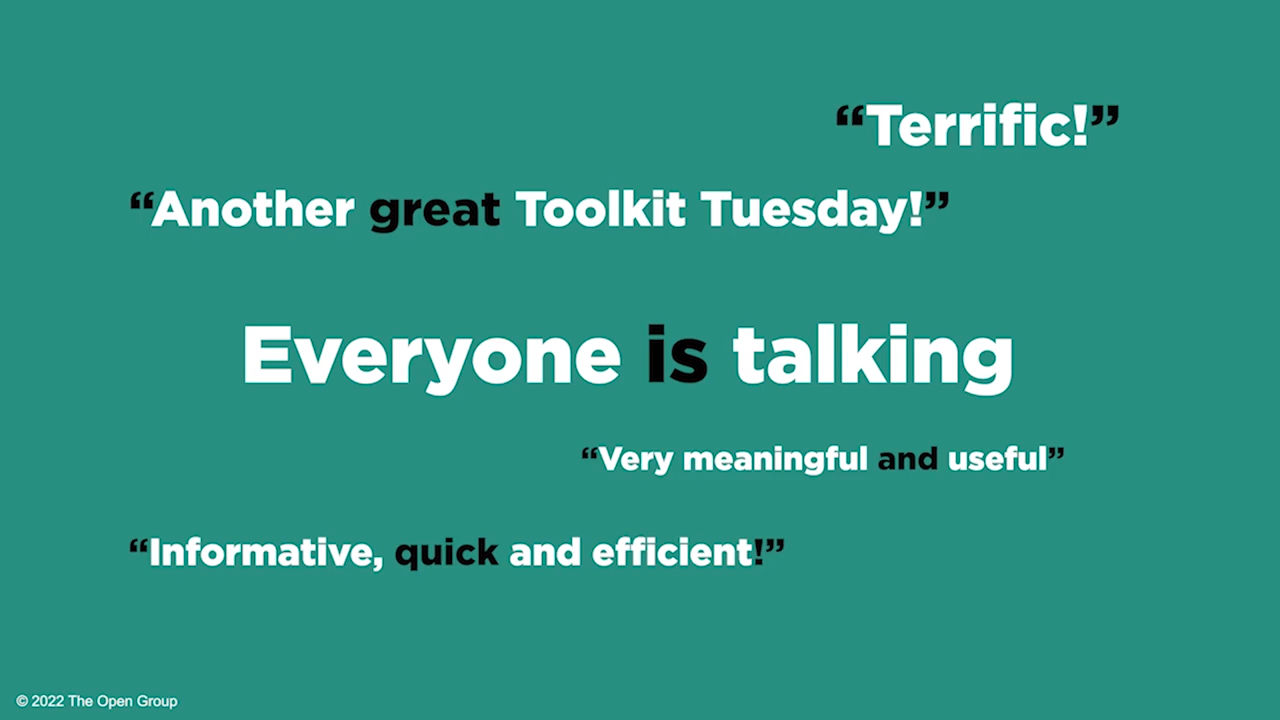 “Terrific!”
“Another great Toolkit Tuesday!”
Everyone is talking
“Very meaningful and useful”
“Informative, quick and efficient!”
© 2022 The Open Group